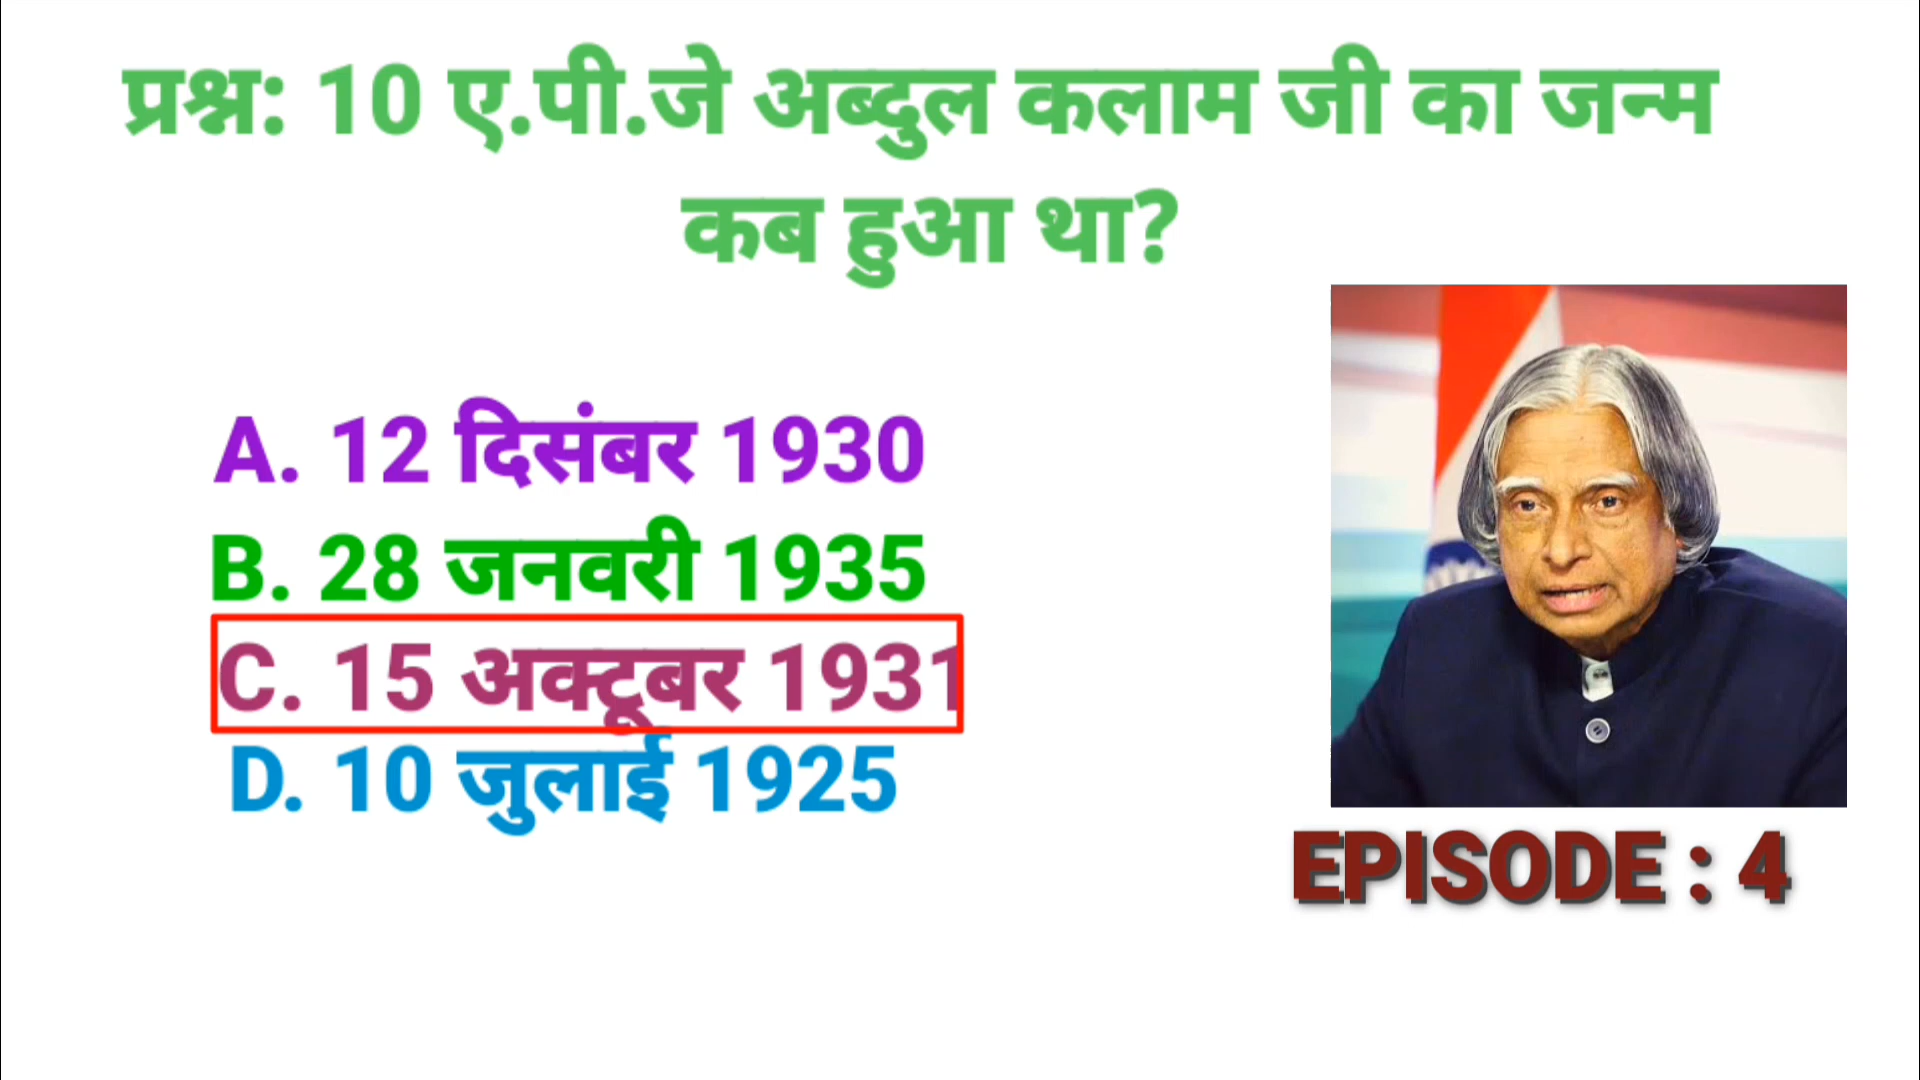 प्रश्न: 10 ए.पी.जे अब्दुल कलाम जी का जन्म
कब हुआ था?
A. 12 दिसंबर 1930
B. 28 जनवरी 1935
C. 15 अक्टूबर 1931
D. 10 जुलाई 1925
EPISODE : 4